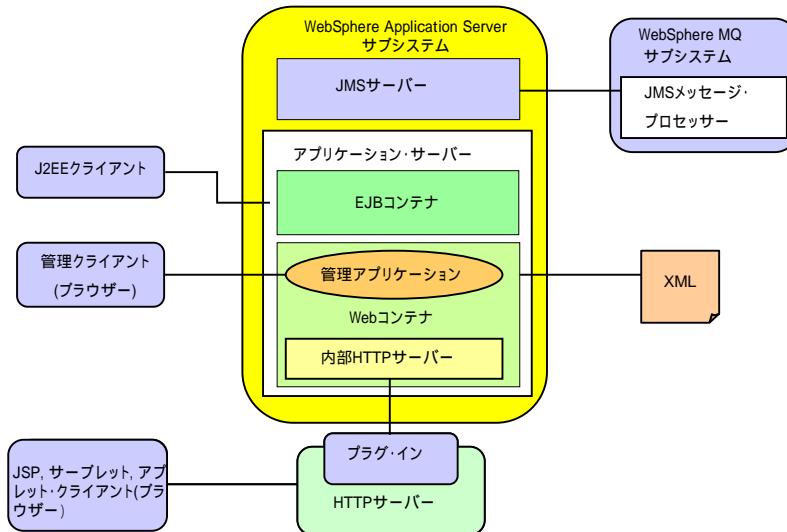 WebSphere Application Server
サブシステム
JMSサーバー
WebSphere MQ
サブシステム
JMSメッセージ・
プロセッサー
アプリケーション・サーバー
J2EEクライアント
EJBコンテナ
管理クライアント
(ブラウザー)
管理アプリケーション
XML
Webコンテナ
内部HTTPサーバー
プラグ・イン
JSP, サーブレット, アプ
レット・クライアント(ブラ
ウザー)
HTTPサーバー